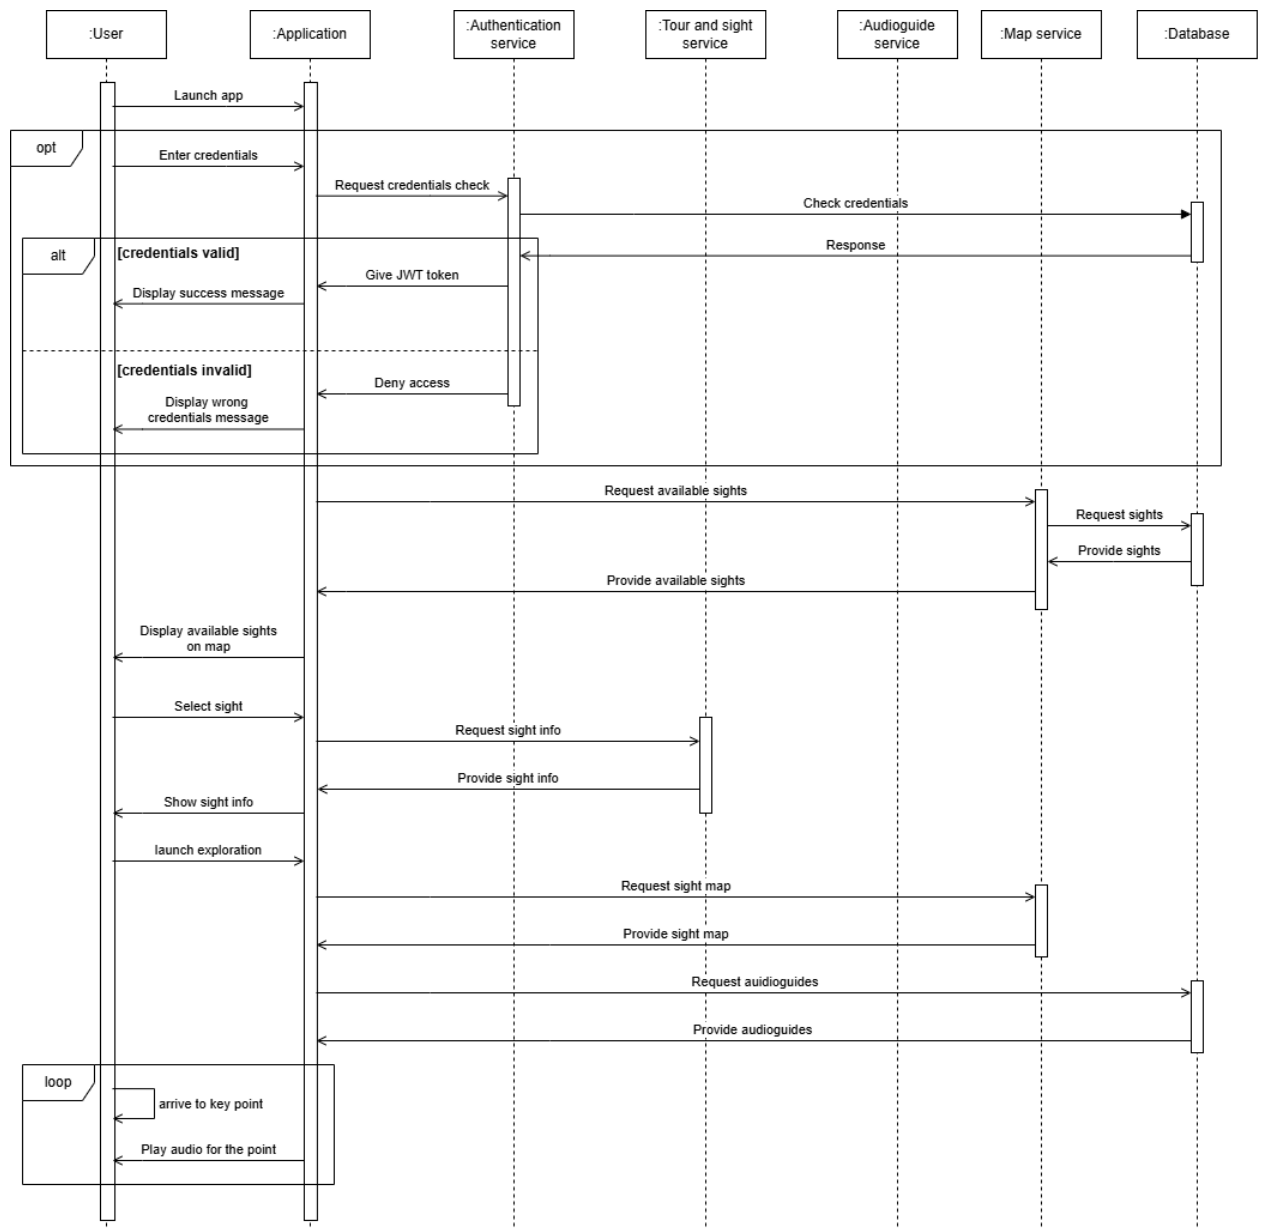 :User
:Application
:Authentication
service
:Tour and sight
service
:Audioguide
service
:Map service
:Database
Launch app
opt
Enter credentials
Request credentials check
Check credentials
alt
[credentials valid]
Response
Give JWT token
Display success message
[credentials invalid]
Deny access
Display wrong
credentials message
Request available sights
Request sights
Provide sights
Provide available sights
Display available sights
on map
Select sight
Request sight info
Provide sight info
Show sight info
launch exploration
Request sight map
Provide sight map
Request auidioguides
Provide audioguides
loop
arrive to key point
Play audio for the point